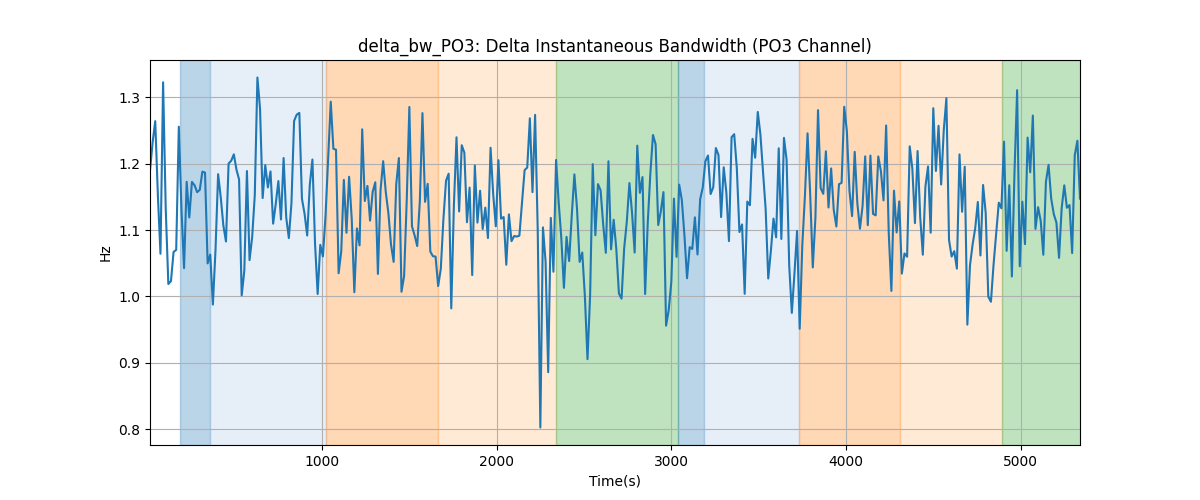 delta_bw_PO3: Delta Instantaneous Bandwidth (PO3 Channel)
Hz
1.3
1.2
1.1
1.0
0.9
0.8
1000 2000 3000 4000 5000
Time(s)